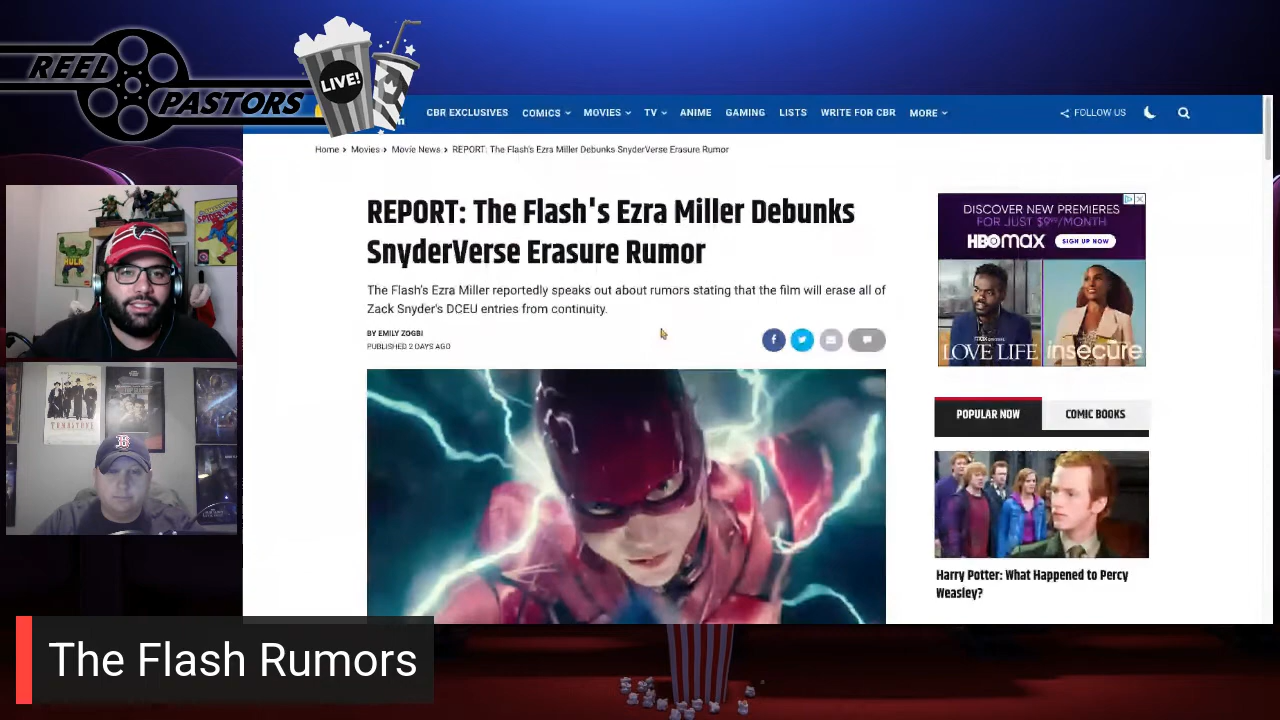 REEL
PASTORS
LIVE!
CBR EXCLUSIVES COMICS MOVIES TV ANIME GAMING LISTS WRITE FOR CBR MORE FOLLOW US
Home > Movies > Movie News > REPORT: The Flash's Ezra Miller Debunks SnyderVerse Erasure Rumor
REPORT: The Flash's Ezra Miller Debunks
SnyderVerse Erasure Rumor
The Flash's Ezra Miller reportedly speaks out about rumors stating that the film will erase all of
Zack Snyder's DCEU entries from continuity.
BY EMILY ZOGBI
PUBLISHED 2 DAYS AGO
DISCOVER NEW PREMIERES
FOR JUST $9⁹⁹/MONTH
HBOmax SIGN UP NOW
LOVE LIFE insecure
POPULAR NOW COMIC BOOKS
Harry Potter: What Happened to Percy
Weasley?
HULK
TOMBSTONE
B
The Flash Rumors